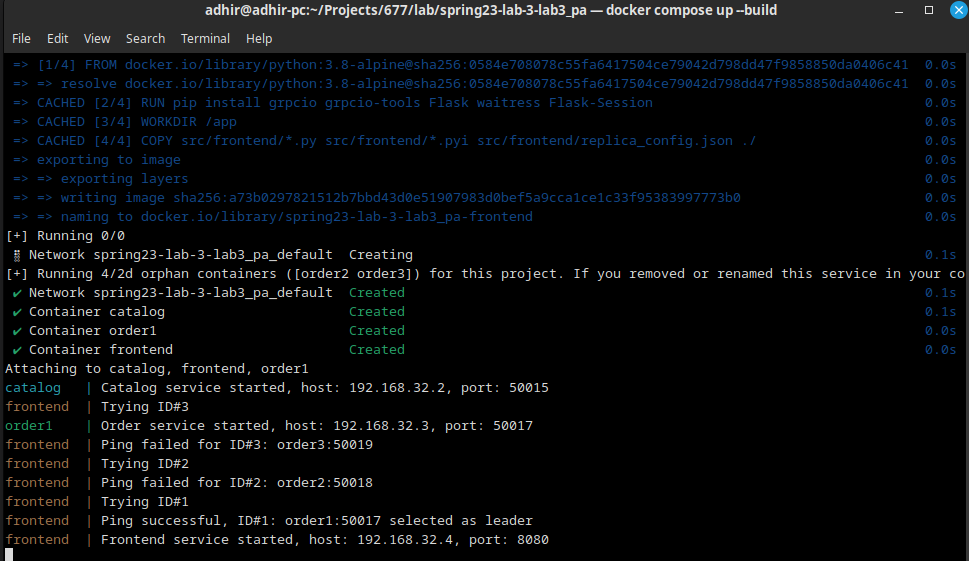 adhir@adhir-pc:~/Projects/677/lab/spring23-lab-3-lab3_pa — docker compose up --build
File Edit View Search Terminal Help
=> [1/4] FROM docker.io/library/python:3.8-alpine@sha256:0584e708078c55fa6417504ce79042d798dd47f9858850da0406c41 0.0s
=> => resolve docker.io/library/python:3.8-alpine@sha256:0584e708078c55fa6417504ce79042d798dd47f9858850da0406c41 0.0s
=> CACHED [2/4] RUN pip install grpcio grpcio-tools Flask waitress Flask-Session 0.0s
=> CACHED [3/4] WORKDIR /app 0.0s
=> CACHED [4/4] COPY src/frontend/*.py src/frontend/*.pyi src/frontend/replica_config.json ./ 0.0s
=> exporting to image 0.0s
=> => exporting layers 0.0s
=> => writing image sha256:a73b0297821512b7bbd43d0e51907983d0bef5a9cca1ce1c33f95383997773b0 0.0s
=> => naming to docker.io/library/spring23-lab-3-lab3_pa-frontend 0.0s
[+] Running 0/0
⣻ Network spring23-lab-3-lab3_pa_default Creating 0.1s
[+] Running 4/2d orphan containers ([order2 order3]) for this project. If you removed or renamed this service in your co
✔ Network spring23-lab-3-lab3_pa_default Created 0.1s
✔ Container catalog Created 0.1s
✔ Container order1 Created 0.0s
✔ Container frontend Created 0.0s
Attaching to catalog, frontend, order1
catalog | Catalog service started, host: 192.168.32.2, port: 50015
frontend | Trying ID#3
order1 | Order service started, host: 192.168.32.3, port: 50017
frontend | Ping failed for ID#3: order3:50019
frontend | Trying ID#2
frontend | Ping failed for ID#2: order2:50018
frontend | Trying ID#1
frontend | Ping successful, ID#1: order1:50017 selected as leader
frontend | Frontend service started, host: 192.168.32.4, port: 8080